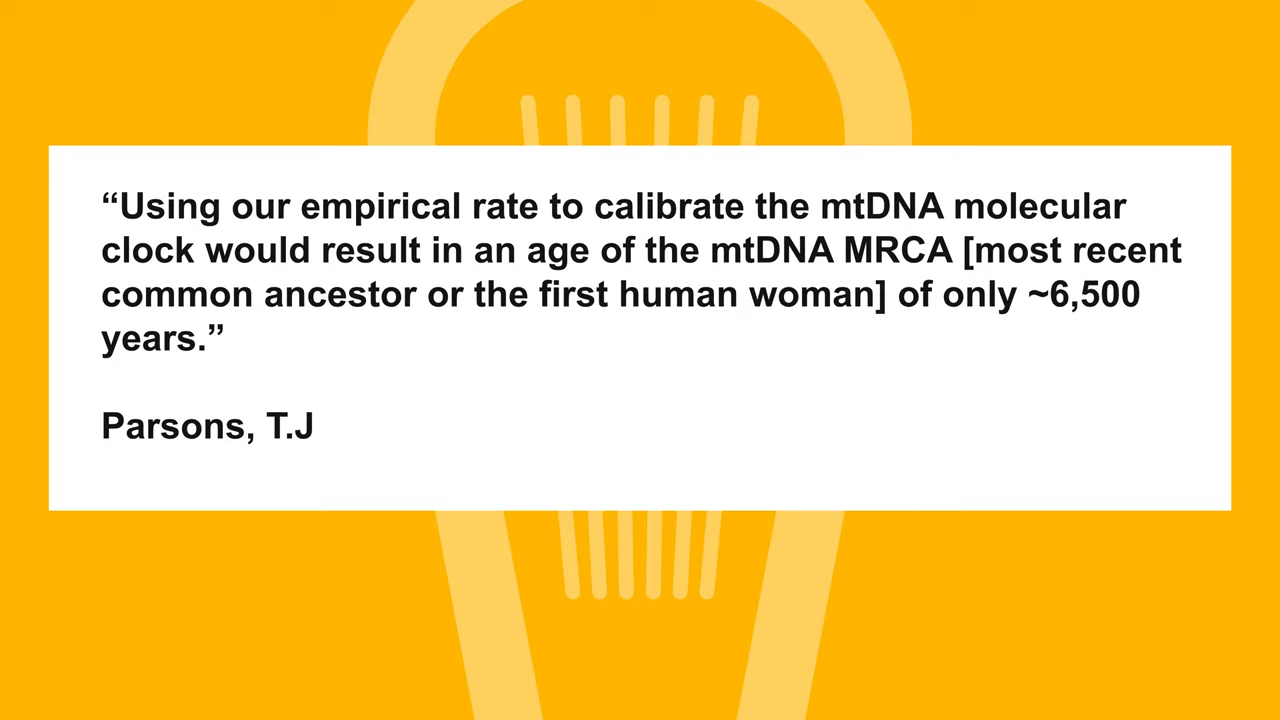 “Using our empirical rate to calibrate the mtDNA molecular
clock would result in an age of the mtDNA MRCA [most recent
common ancestor or the first human woman] of only ~6,500
years.”
Parsons, T.J